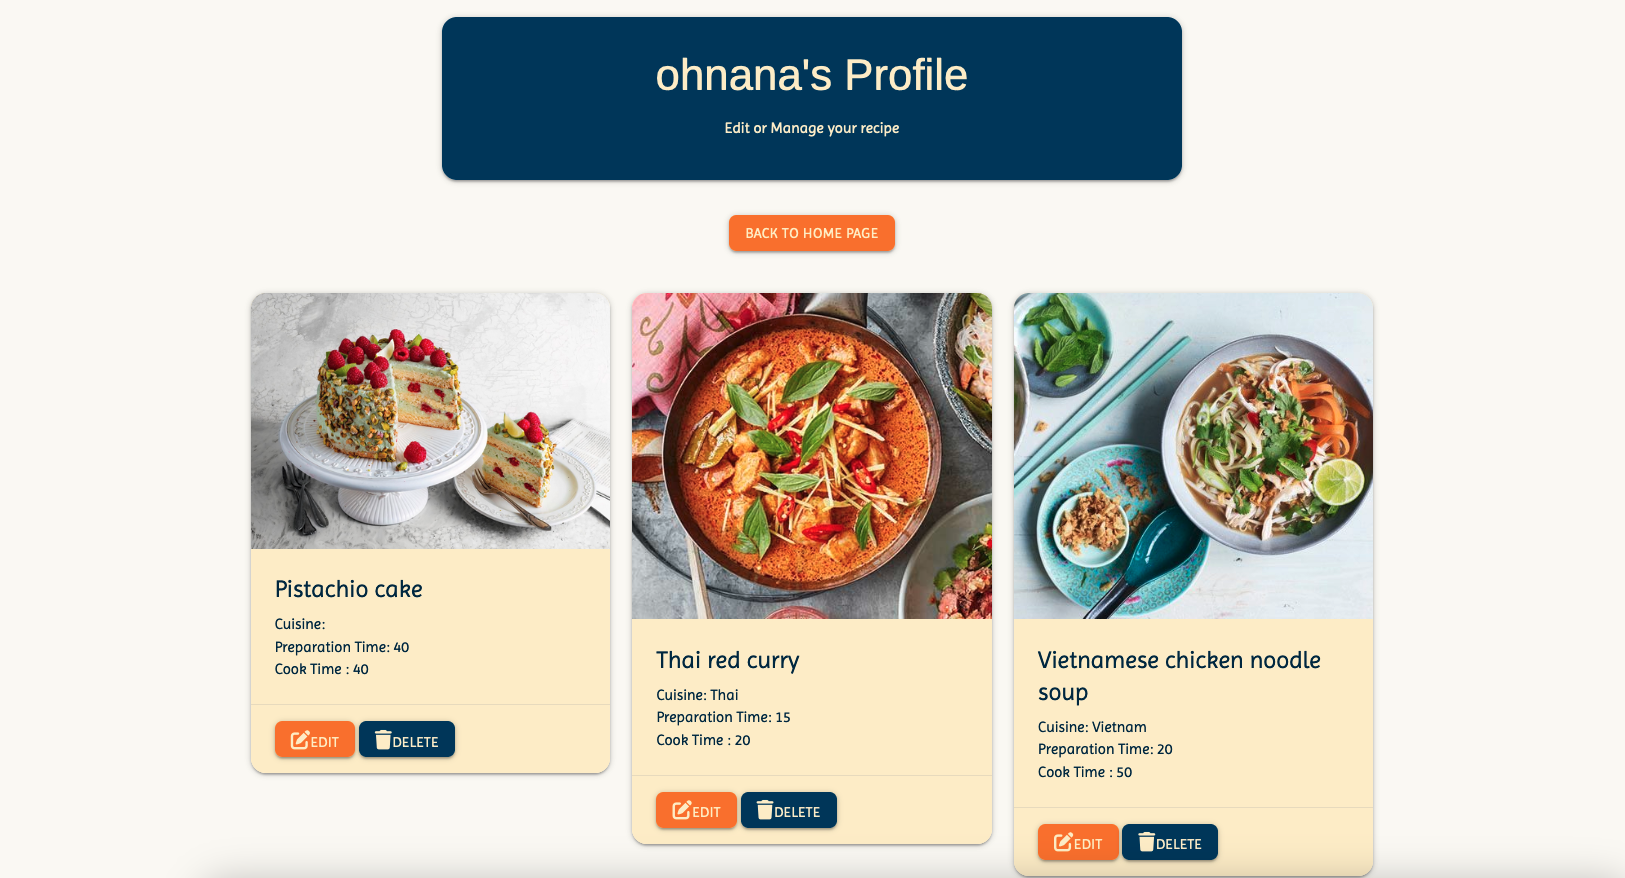 ohnana's Profile
Edit or Manage your recipe
BACK TO HOME PAGE
Pistachio cake
Cuisine:
Preparation Time: 40
Cook Time : 40
EDIT
DELETE
Thai red curry
Cuisine: Thai
Preparation Time: 15
Cook Time : 20
EDIT
DELETE
Vietnamese chicken noodle
soup
Cuisine: Vietnam
Preparation Time: 20
Cook Time : 50
EDIT
DELETE